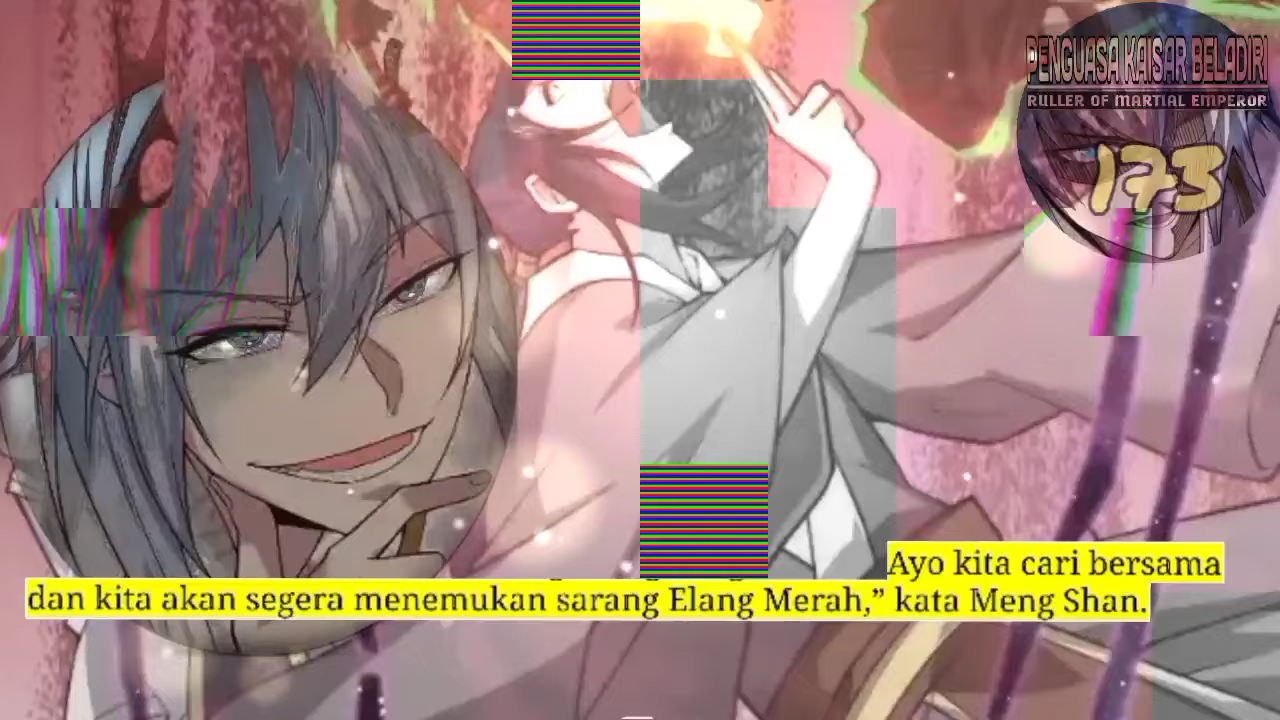 PENGUASA KAISAR BELADIRI
RULLER OF MARTIAL EMPEROR
173
Ayo kita cari bersama
dan kita akan segera menemukan sarang Elang Merah,” kata Meng Shan.